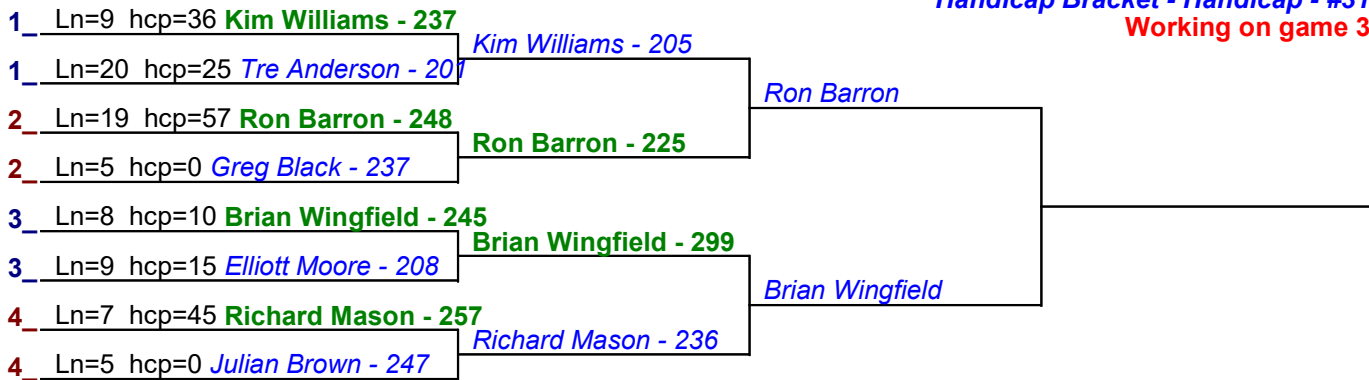 Handicap Bracket - Handicap - #31
Working on game 3
1_ Ln=9 hcp=36 Kim Williams - 237
1_ Ln=20 hcp=25 Tre Anderson - 201
2_ Ln=19 hcp=57 Ron Barron - 248
2_ Ln=5 hcp=0 Greg Black - 237
3_ Ln=8 hcp=10 Brian Wingfield - 245
3_ Ln=9 hcp=15 Elliott Moore - 208
4_ Ln=7 hcp=45 Richard Mason - 257
4_ Ln=5 hcp=0 Julian Brown - 247
Kim Williams - 205
Ron Barron - 225
Brian Wingfield - 299
Richard Mason - 236
Ron Barron
Brian Wingfield